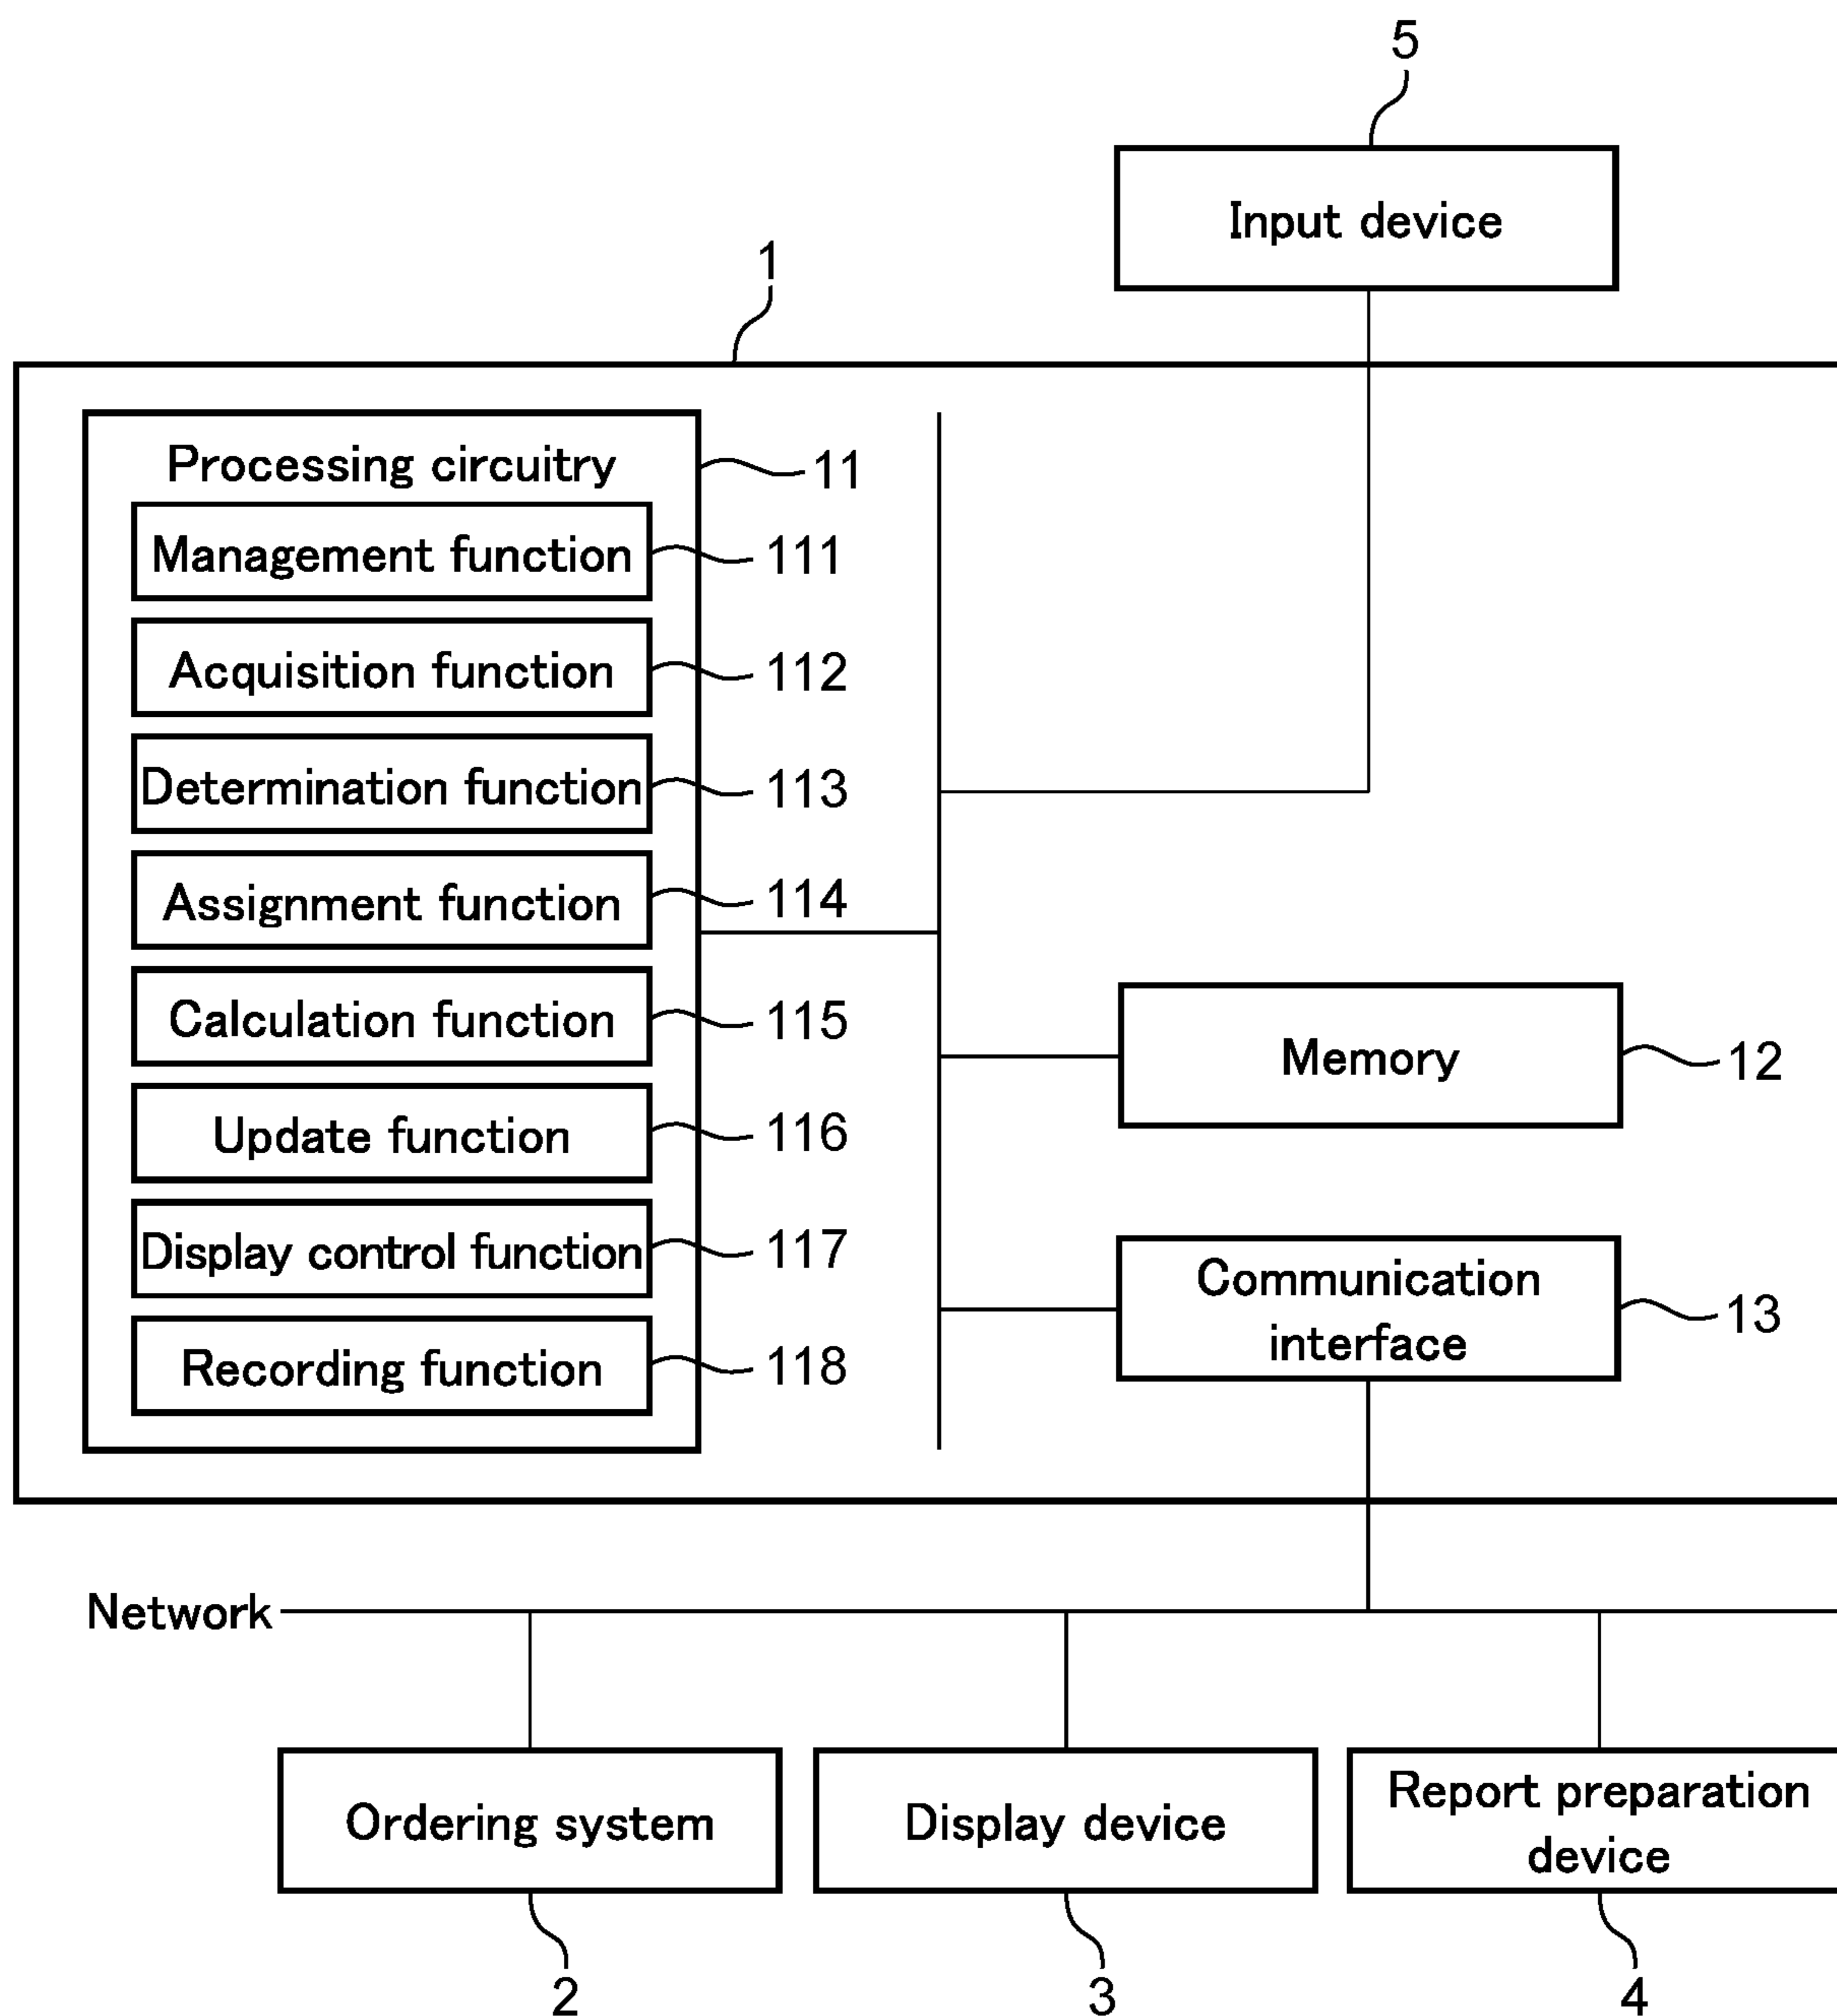 5
Input device
1
Processing circuitry
11
Management function
111
Acquisition function
112
Determination function
113
Assignment function
114
Calculation function
115
Update function
116
Display control function
117
Recording function
118
Memory
12
Communication
interface
13
Network
Ordering system
Display device
Report preparation
device
2
3
4